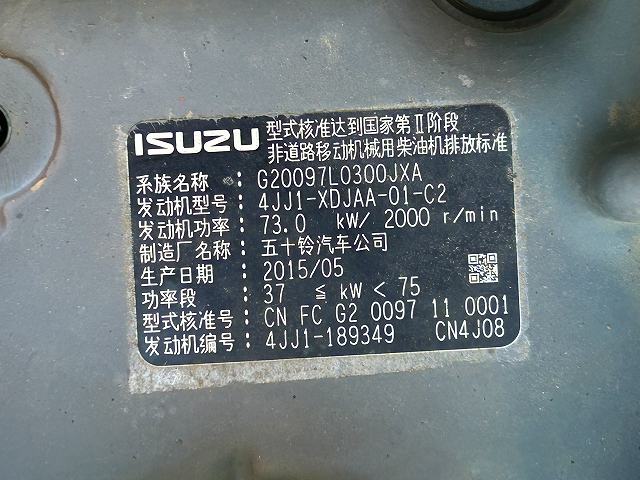 ISUZU 型式核准达到国家第Ⅱ阶段
非道路移动机械用柴油机排放标准
系族名称 : G20097L0300JXA
发动机型号: 4JJ1-XDJAA-01-C2
发动机功率: 73.0 kW/ 2000 r/min
制造厂名称: 五十铃汽车公司
生产日期 : 2015/05
功率段 : 37 ≦ kW < 75
型式核准号: CN FC G2 0097 11 0001
发动机编号: 4JJ1-189349 CN4J08